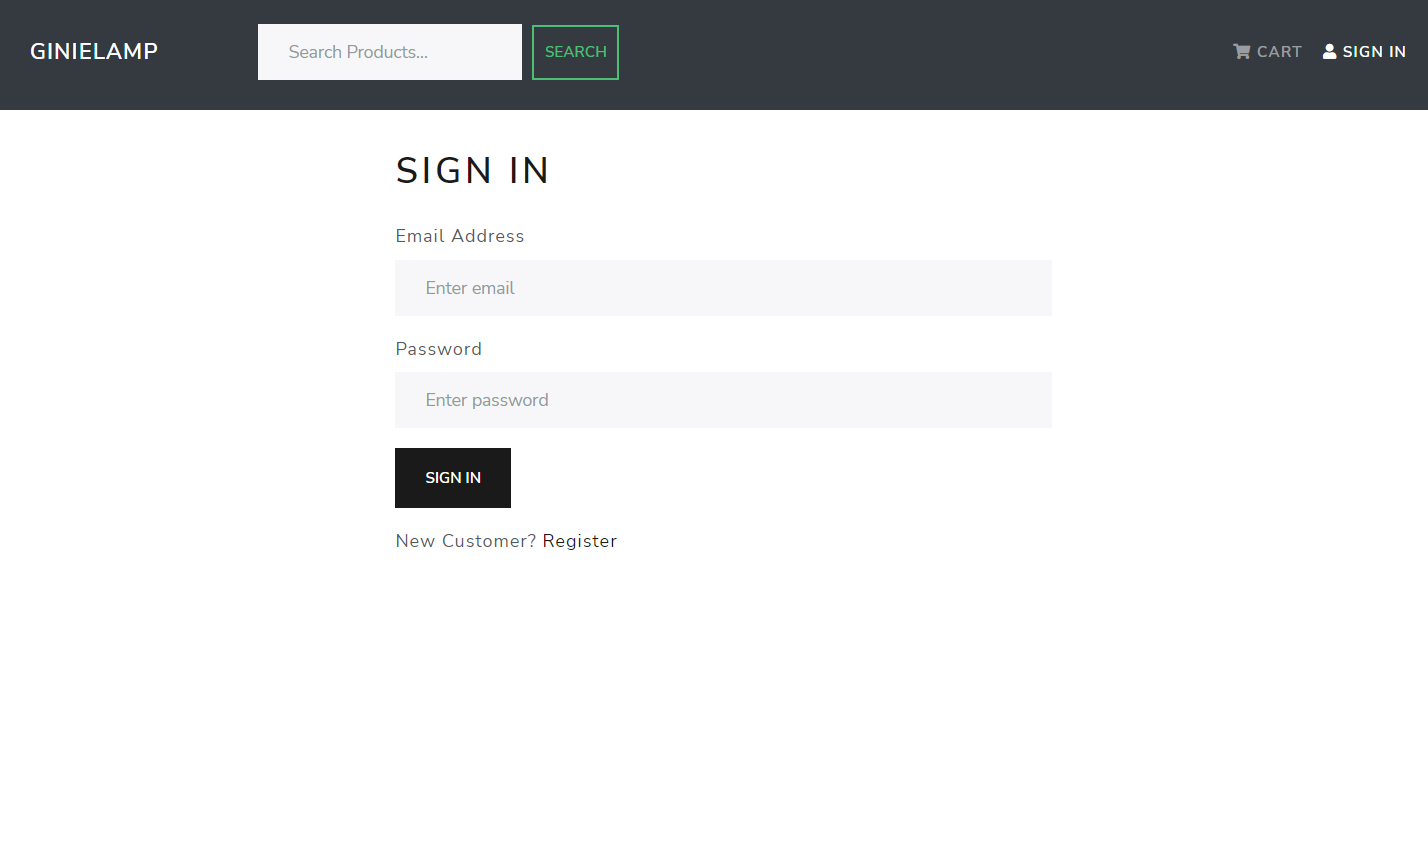 GINIELAMP
Search Products...
SEARCH
CART
SIGN IN
SIGN IN
Email Address
Enter email
Password
Enter password
SIGN IN
New Customer? Register